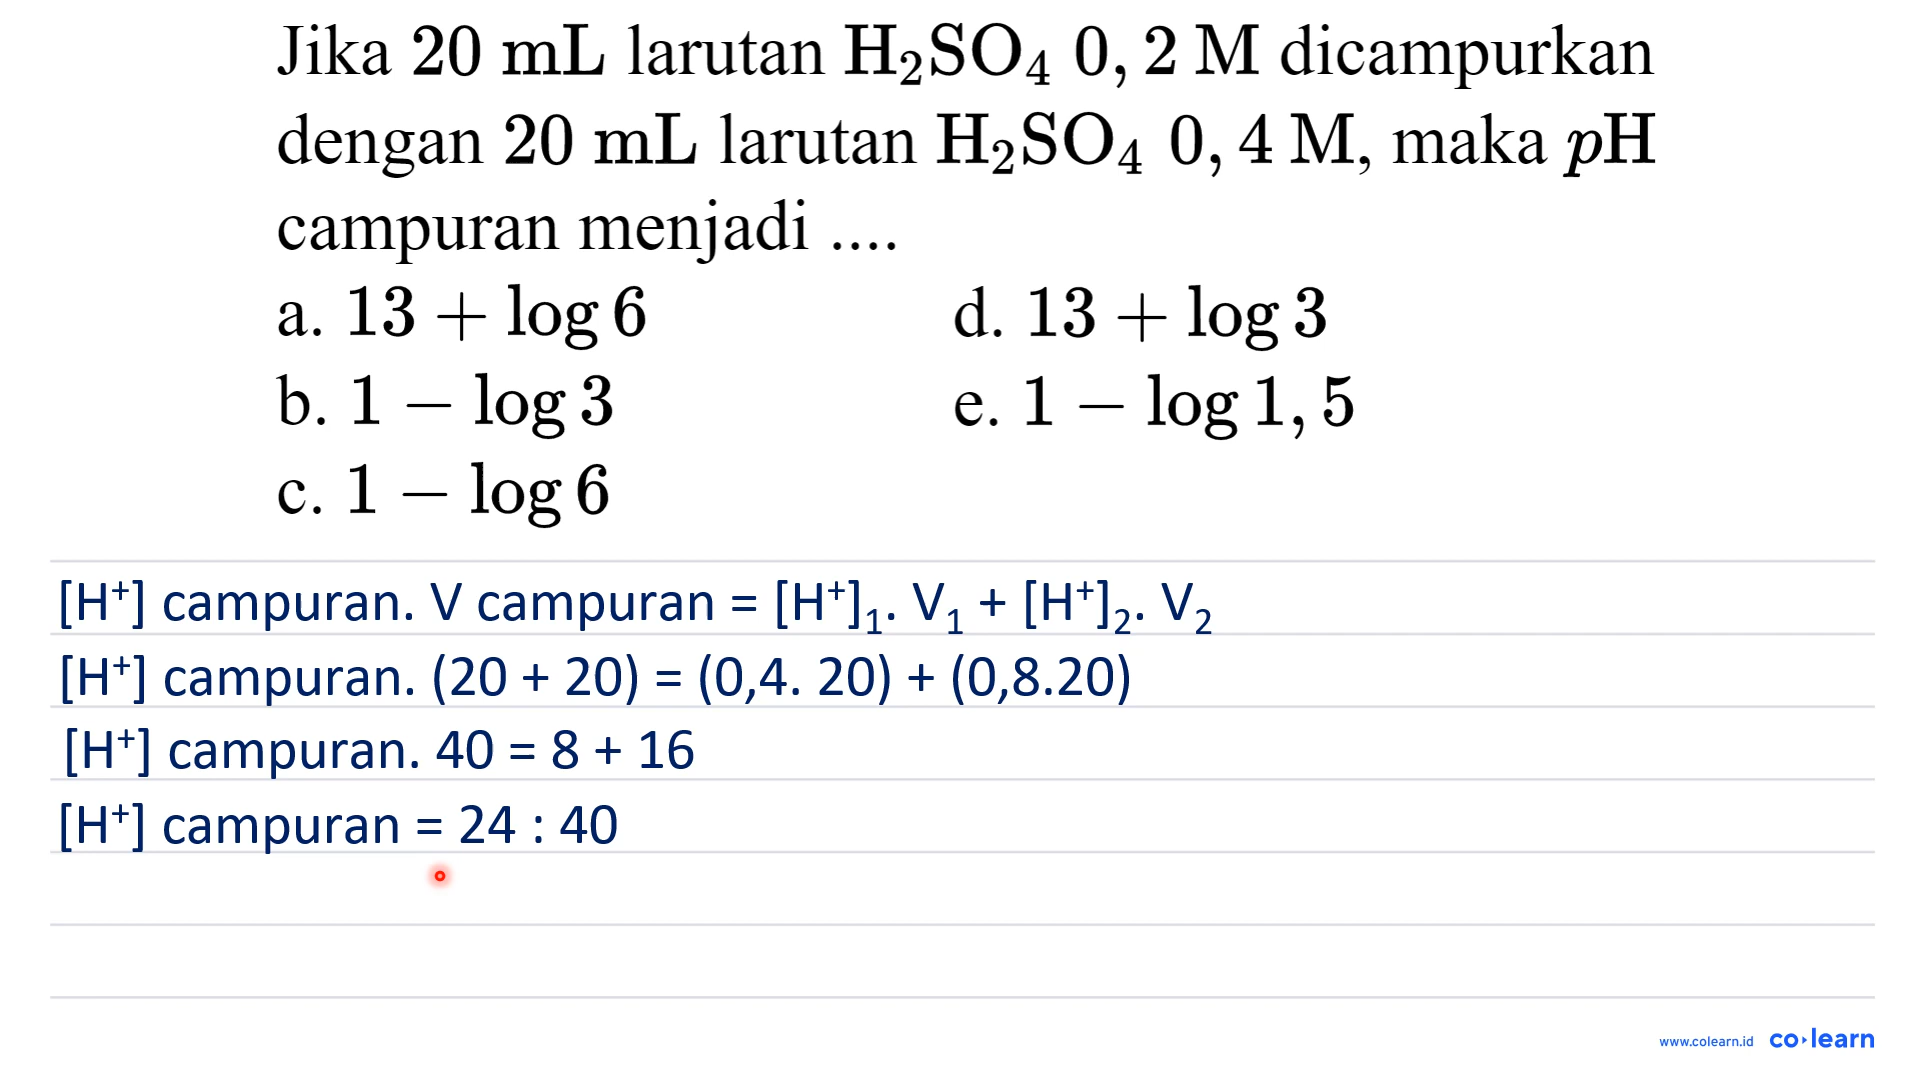 Jika 20 mL larutan H₂SO₄ 0,2 M dicampurkan
dengan 20 mL larutan H₂SO₄ 0,4 M, maka pH
campuran menjadi ....
a. 13 + log 6
d. 13 + log 3
b. 1 − log 3
e. 1 − log 1,5
c. 1 − log 6
[H⁺] campuran. V campuran = [H⁺]₁. V₁ + [H⁺]₂. V₂
[H⁺] campuran. (20 + 20) = (0,4. 20) + (0,8.20)
[H⁺] campuran. 40 = 8 + 16
[H⁺] campuran = 24 : 40
www.colearn.id co·learn